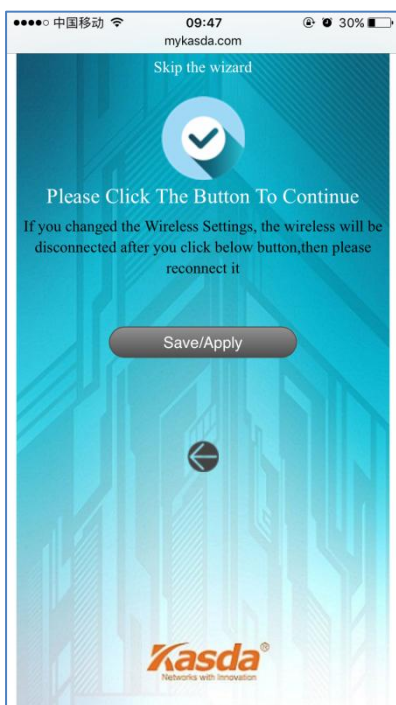 中国移动 09:47 30%
mykasda.com
Skip the wizard
Please Click The Button To Continue
If you changed the Wireless Settings, the wireless will be
disconnected after you click below button,then please
reconnect it
Save/Apply
Kasda®
Networks with Innovation